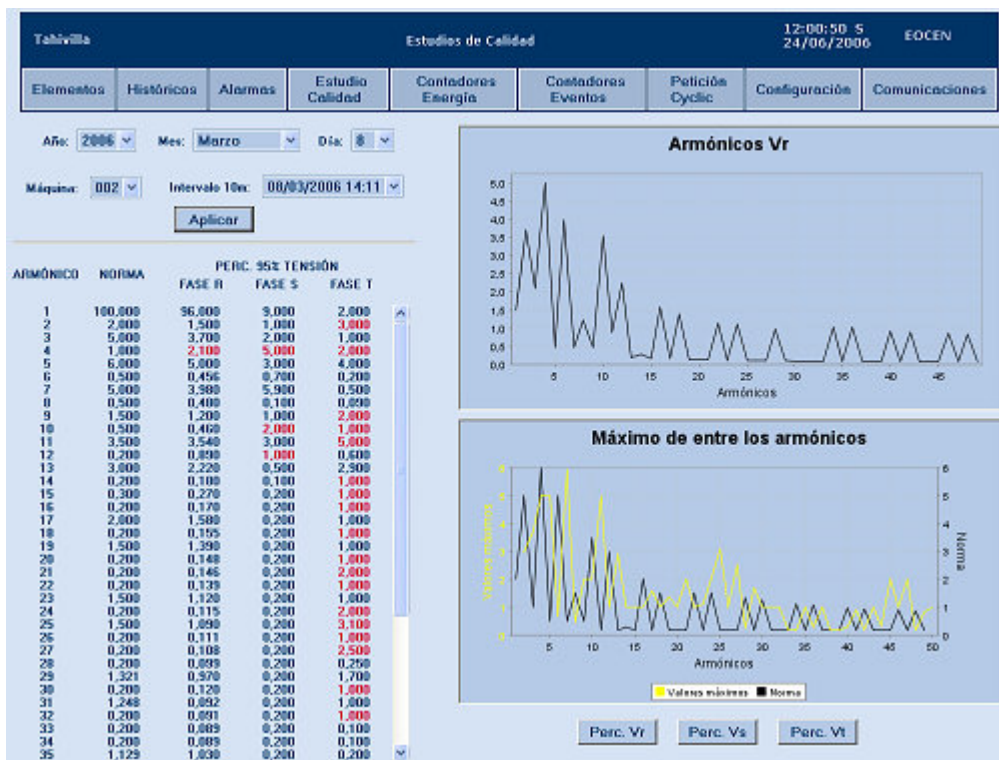 Tahivilla
Estudios de Calidad
12:00:50 S
24/06/2006
EOCEN
Elementos
Históricos
Alarmas
Estudio Calidad
Contadores Energía
Contadores Eventos
Petición Cyclic
Configuración
Comunicaciones
Año: 2006 Mes: Marzo Día: 8
Máquina: 002 Intervalo 10m: 08/03/2006 14:11
Aplicar
ARMÓNICO NORMA PERC. 95% TENSIÓN
FASE R FASE S FASE T
1 100,000 96,000 9,000 2,000
2 2,000 1,500 1,000 3,000
3 5,000 3,700 2,000 1,000
4 1,000 2,100 5,000 2,000
5 6,000 5,000 3,000 4,000
6 0,500 0,456 0,700 0,200
7 5,000 3,980 5,900 0,500
8 0,500 0,480 0,100 0,090
9 1,500 1,200 1,000 2,000
10 0,500 0,460 2,000 1,000
11 3,500 3,540 3,000 5,000
12 0,200 0,890 1,000 0,600
13 3,000 2,220 0,500 2,900
14 0,200 0,100 0,100 1,000
15 0,300 0,270 0,200 1,000
16 0,200 0,170 0,200 1,000
17 2,000 1,580 0,200 1,000
18 0,200 0,155 0,200 1,000
19 1,500 1,390 0,200 1,000
20 0,200 0,148 0,200 1,000
21 0,200 0,146 0,200 2,000
22 0,200 0,139 0,200 1,000
23 1,500 1,120 0,200 1,000
24 0,200 0,115 0,200 2,000
25 1,500 1,090 0,200 3,100
26 0,200 0,111 0,200 1,000
27 0,200 0,108 0,200 2,500
28 0,200 0,099 0,200 0,250
29 1,321 0,970 0,200 1,700
30 0,200 0,120 0,200 1,000
31 1,248 0,092 0,200 1,000
32 0,200 0,091 0,200 1,000
33 0,200 0,089 0,200 0,100
34 0,200 0,089 0,200 0,100
35 1,129 1,030 0,200 0,200
Armónicos Vr
5,0
4,5
4,0
3,5
3,0
2,5
2,0
1,5
1,0
0,5
0,0
5 10 15 20 25 30 35 40 45
Armónicos
Máximo de entre los armónicos
Valores máximos
6
5
4
3
2
1
0
6
5
4
3
2
1
0
Norma
5 10 15 20 25 30 35 40 45 50
Armónicos
Valores máximos Norma
Perc. Vr
Perc. Vs
Perc. Vt